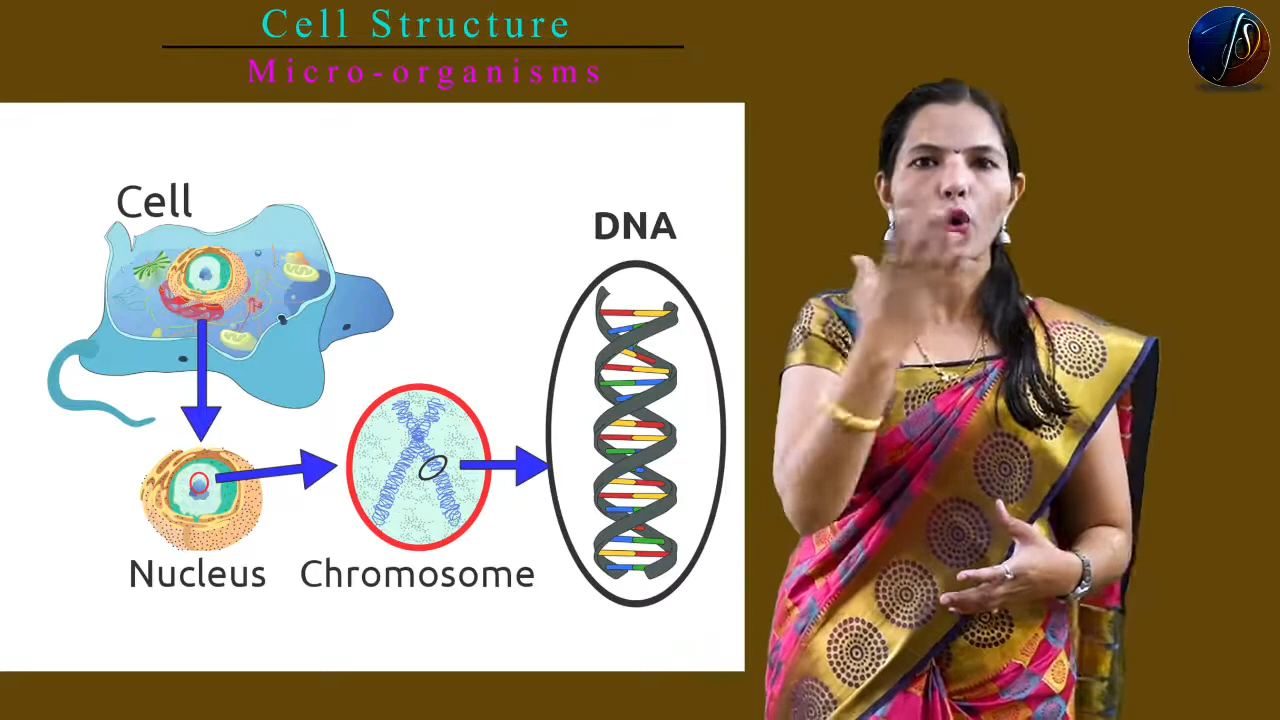 Cell Structure
Micro-organisms
Cell
DNA
Nucleus
Chromosome